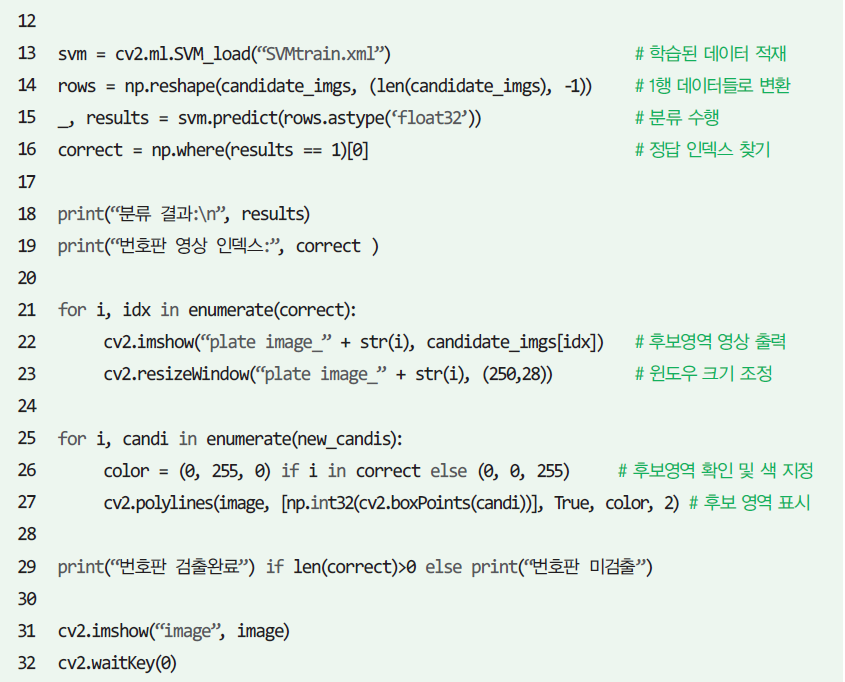 12
13 svm = cv2.ml.SVM_load(“SVMtrain.xml”) # 학습된 데이터 적재
14 rows = np.reshape(candidate_imgs, (len(candidate_imgs), -1)) # 1행 데이터들로 변환
15 _, results = svm.predict(rows.astype(‘float32’)) # 분류 수행
16 correct = np.where(results == 1)[0] # 정답 인덱스 찾기
17
18 print(“분류 결과:\n”, results)
19 print(“번호판 영상 인덱스:”, correct )
20
21 for i, idx in enumerate(correct):
22 cv2.imshow(“plate image_” + str(i), candidate_imgs[idx]) # 후보영역 영상 출력
23 cv2.resizeWindow(“plate image_” + str(i), (250,28)) # 윈도우 크기 조정
24
25 for i, candi in enumerate(new_candis):
26 color = (0, 255, 0) if i in correct else (0, 0, 255) # 후보영역 확인 및 색 지정
27 cv2.polylines(image, [np.int32(cv2.boxPoints(candi))], True, color, 2) # 후보 영역 표시
28
29 print(“번호판 검출완료”) if len(correct)>0 else print(“번호판 미검출”)
30
31 cv2.imshow(“image”, image)
32 cv2.waitKey(0)